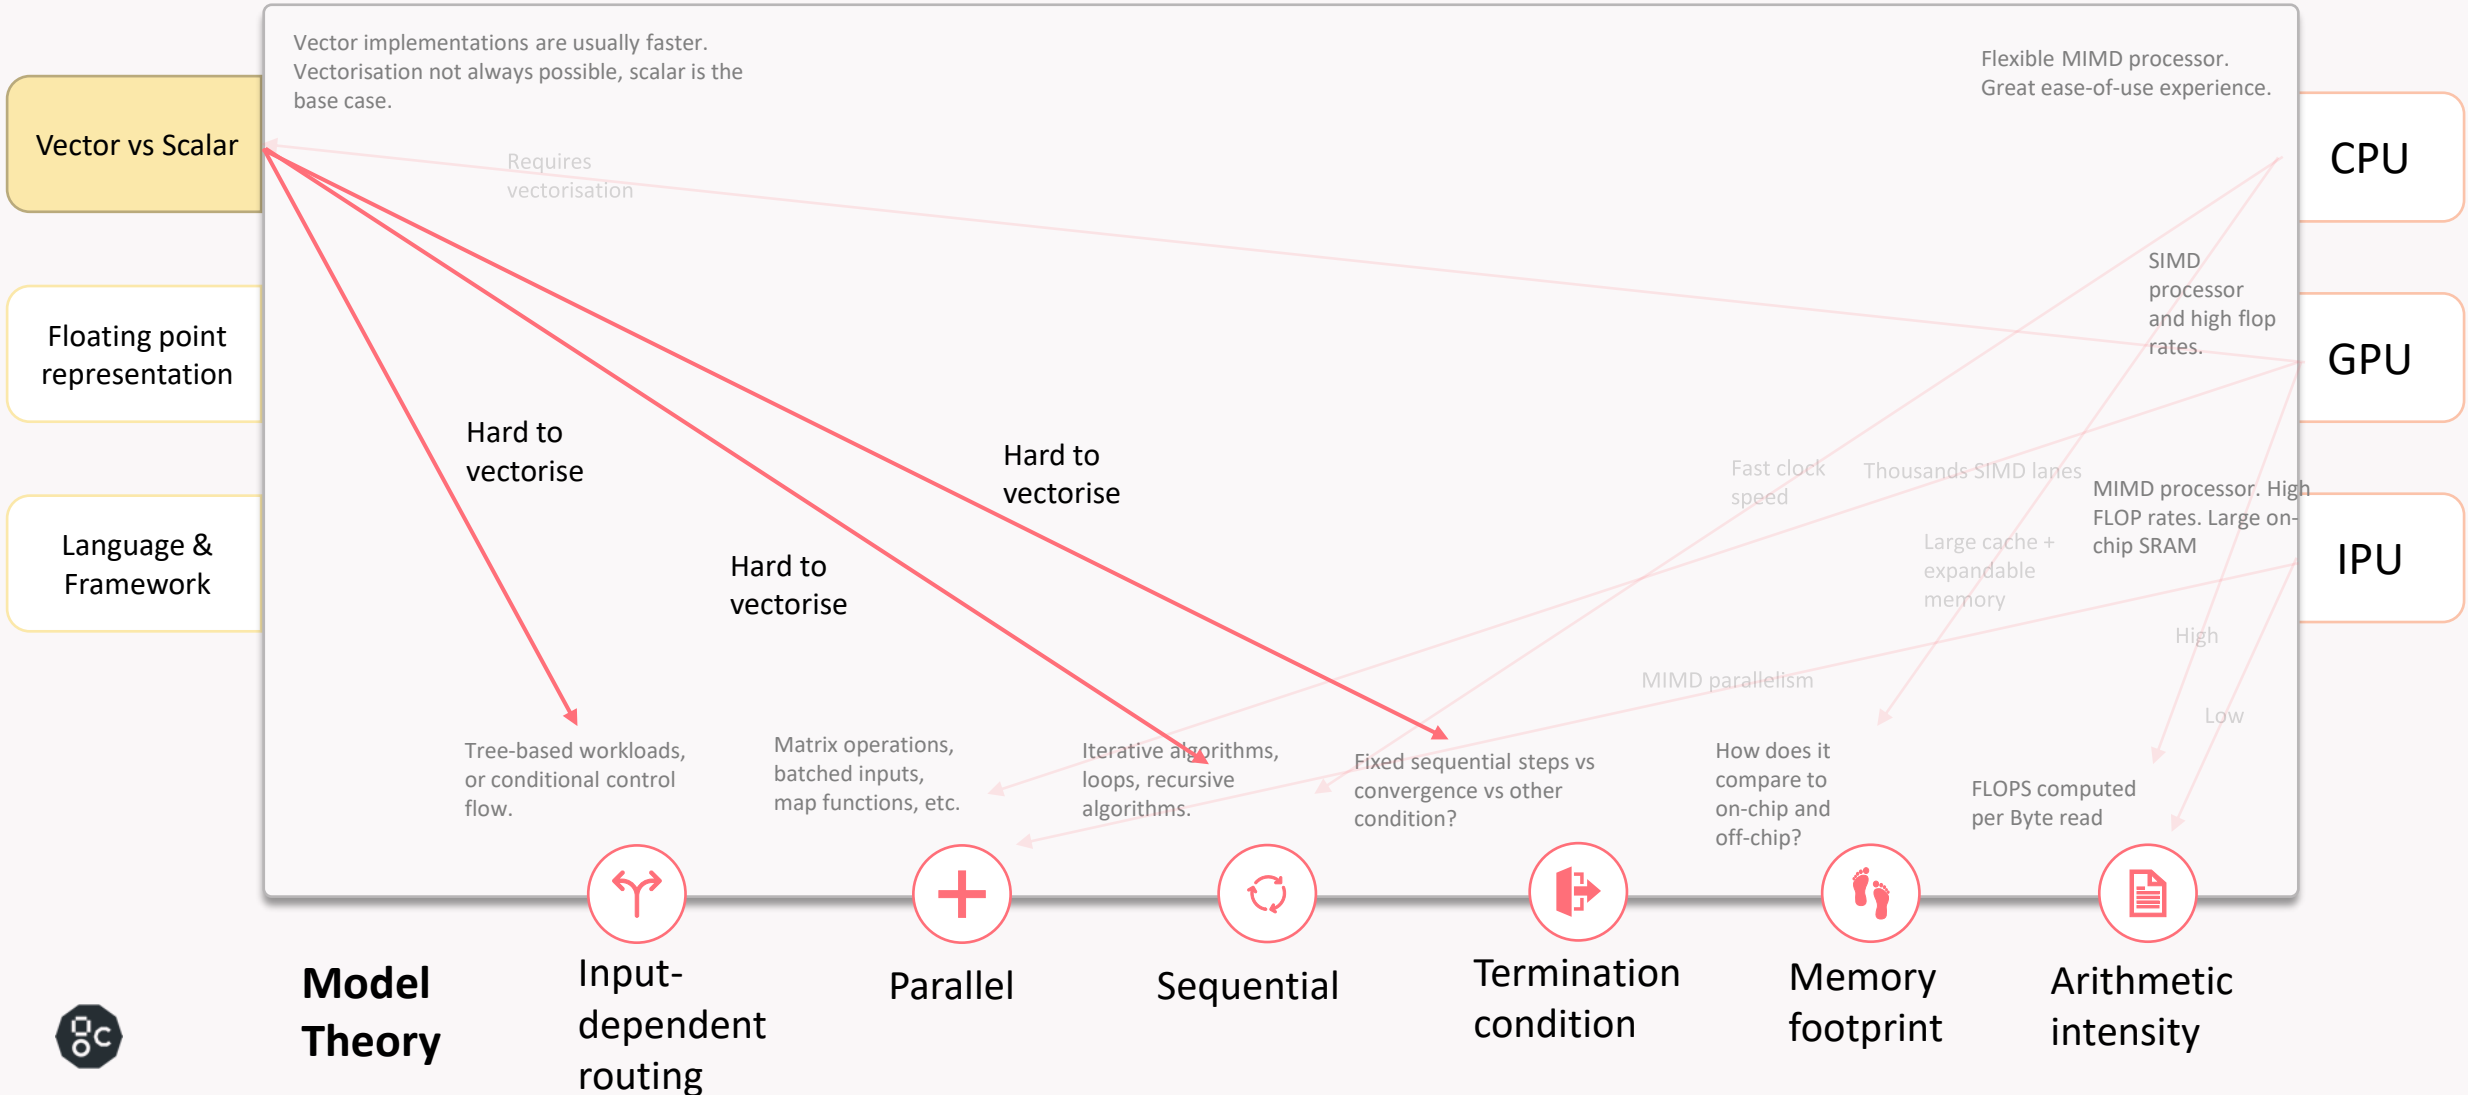 Vector implementations are usually faster.
Vectorisation not always possible, scalar is the
base case.
Flexible MIMD processor.
Great ease-of-use experience.
Vector vs Scalar
Requires
vectorisation
CPU
SIMD
processor
and high flop
rates.
Floating point
representation
GPU
Hard to
vectorise
Hard to
vectorise
Fast clock
speed
Thousands SIMD lanes
MIMD processor. High
FLOP rates. Large on-
chip SRAM
Language &
Framework
Hard to
vectorise
Large cache +
expandable
memory
IPU
High
MIMD parallelism
Low
Tree-based workloads,
or conditional control
flow.
Matrix operations,
batched inputs,
map functions, etc.
Iterative algorithms,
loops, recursive
algorithms.
Fixed sequential steps vs
convergence vs other
condition?
How does it
compare to
on-chip and
off-chip?
FLOPS computed
per Byte read
Model
Theory
Input-
dependent
routing
Parallel
Sequential
Termination
condition
Memory
footprint
Arithmetic
intensity
gc